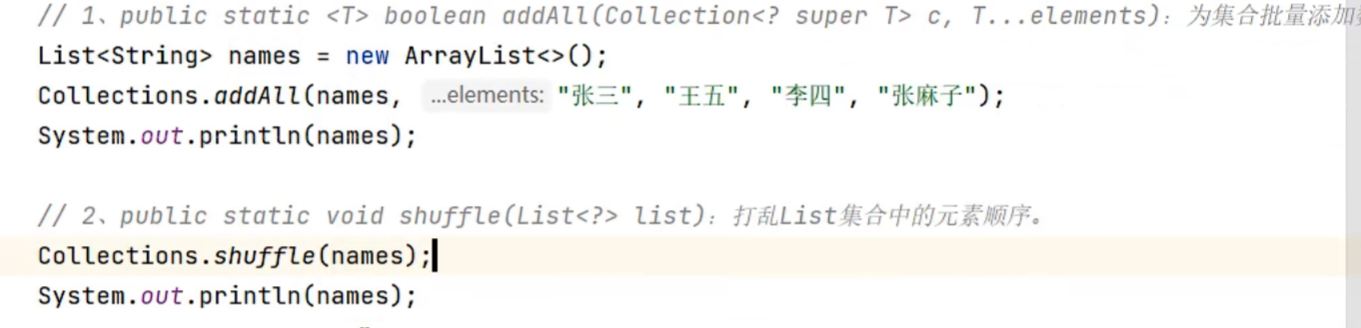 // 1、public static <T> boolean addAll(Collection<? super T> c, T...elements): 为集合批量添加
List<String> names = new ArrayList<>();
Collections.addAll(names, ...elements: "张三", "王五", "李四", "张麻子");
System.out.println(names);
// 2、public static void shuffle(List<?> list): 打乱List集合中的元素顺序。
Collections.shuffle(names);
System.out.println(names);